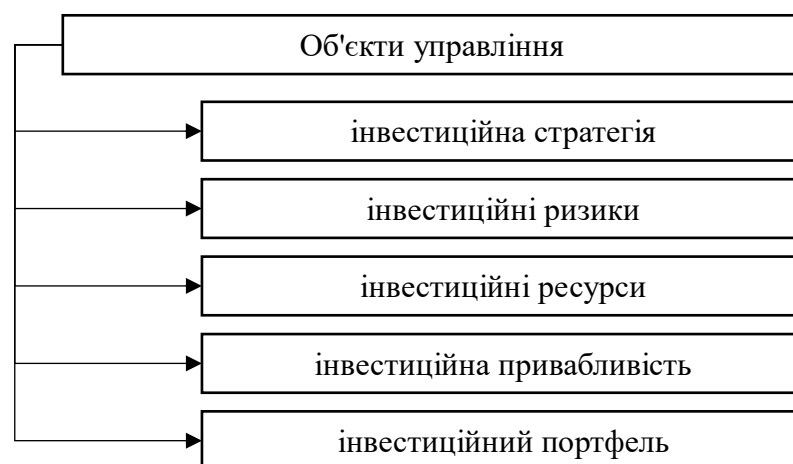 Об'єкти управління
інвестиційна стратегія
інвестиційні ризики
інвестиційні ресурси
інвестиційна привабливість
інвестиційний портфель